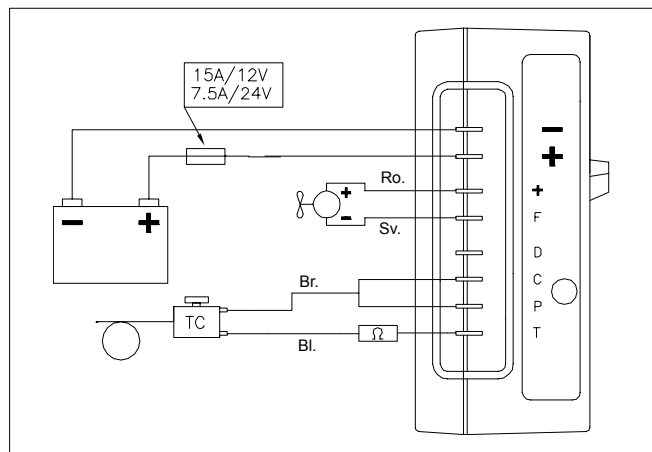 15A/12V
7.5A/24V
−
+
Ro.
+
+
F
− +
−
Sv.
D
Br.
C
TC
P
Bl.
Ω
T